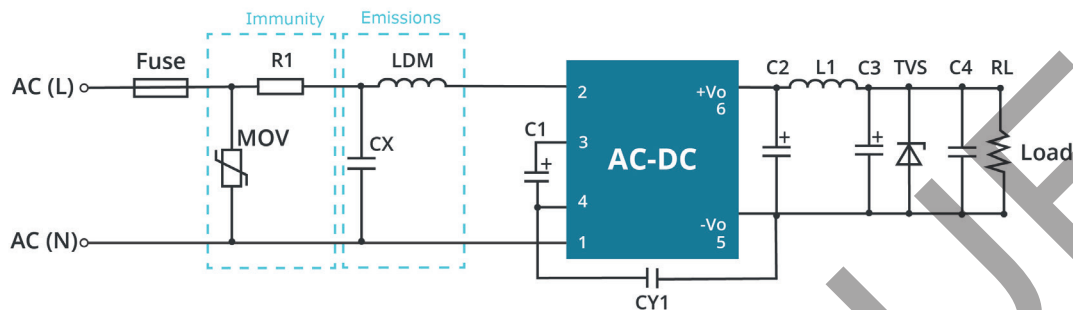 Immunity
Emissions
Fuse
R1
LDM
C2
L1
C3
TVS
C4
RL
AC (L)
2
+Vo
6
MOV
CX
C1
3
AC-DC
Load
4
AC (N)
1
-Vo
5
CY1
+
+
+